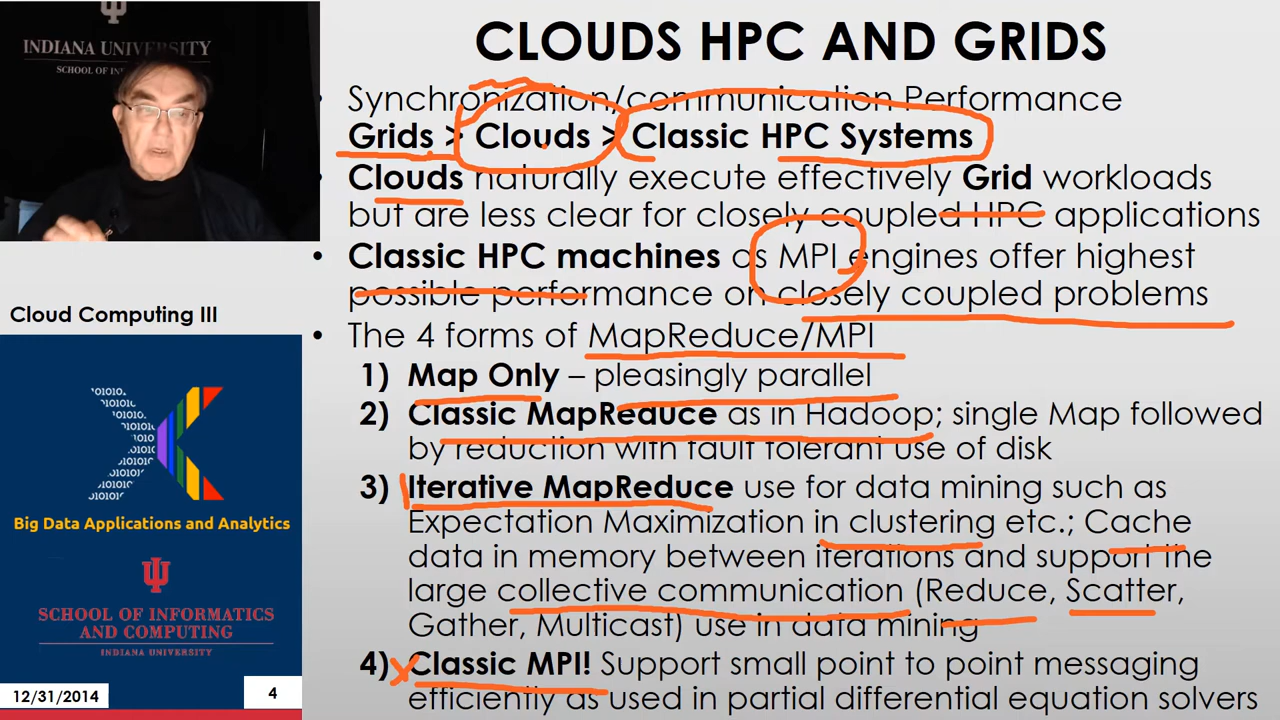 INDIANA UNIVERSITY
SCHOOL OF IN
CLOUDS HPC AND GRIDS
• Synchronization/communication Performance
Grids > Clouds > Classic HPC Systems
• Clouds naturally execute effectively Grid workloads
but are less clear for closely coupled HPC applications
• Classic HPC machines as MPI engines offer highest
possible performance on closely coupled problems
• The 4 forms of MapReduce/MPI
1) Map Only – pleasingly parallel
2) Classic MapReduce as in Hadoop; single Map followed
by reduction with fault tolerant use of disk
3) Iterative MapReduce use for data mining such as
Expectation Maximization in clustering etc.; Cache
data in memory between iterations and support the
large collective communication (Reduce, Scatter,
Gather, Multicast) use in data mining
4) Classic MPI! Support small point to point messaging
efficiently as used in partial differential equation solvers
Cloud Computing III
Big Data Applications and Analytics
SCHOOL OF INFORMATICS
AND COMPUTING
INDIANA UNIVERSITY
12/31/2014
4